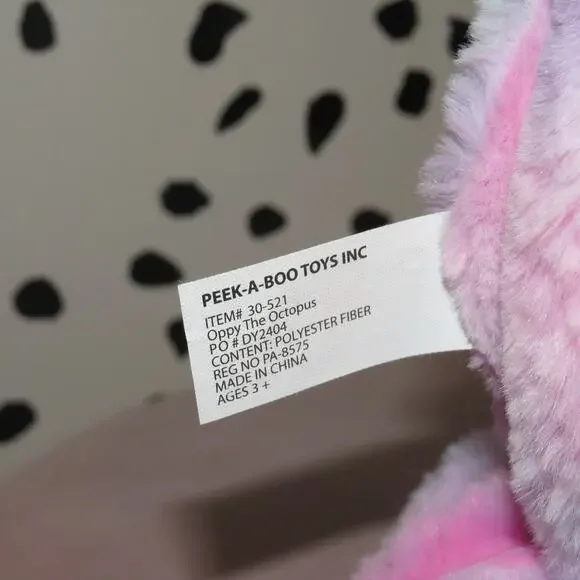 PEEK-A-BOO TOYS INC
ITEM# 30-521
Oppy The Octopus
PO # DY2404
CONTENT: POLYESTER FIBER
REG NO PA-8575
MADE IN CHINA
AGES 3 +